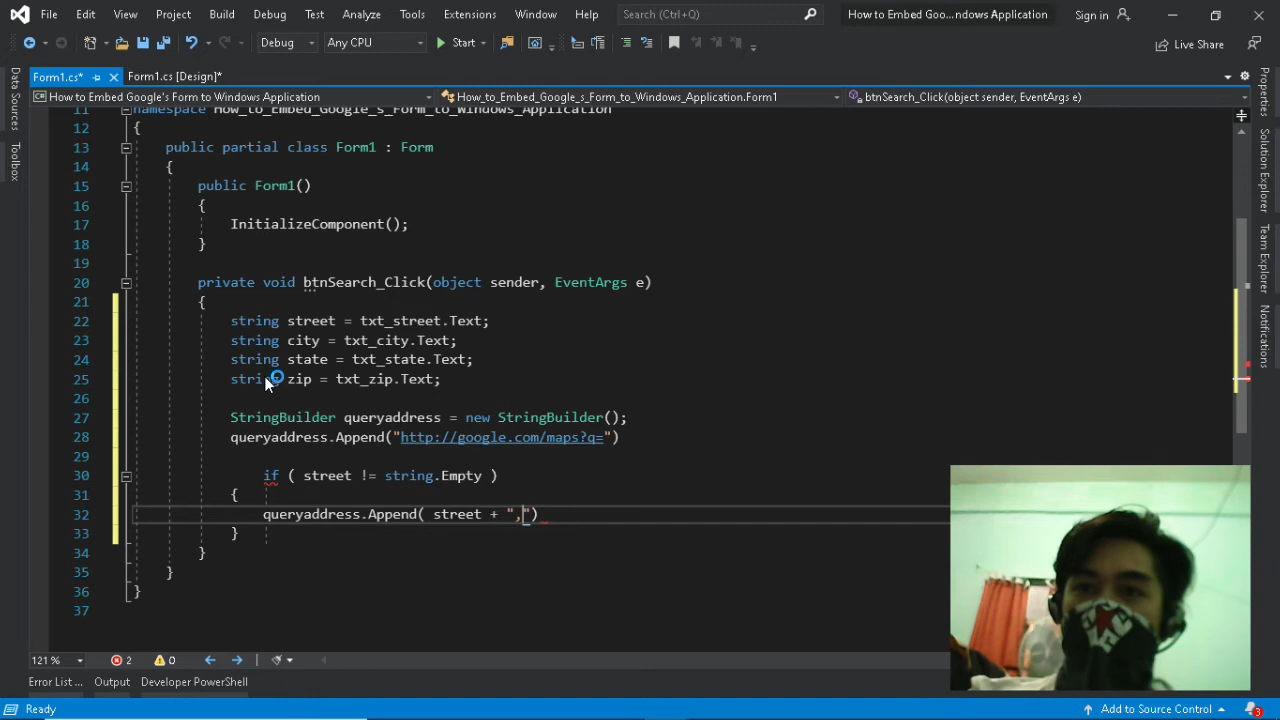 File Edit View Project Build Debug Test Analyze Tools Extensions Window Help Search (Ctrl+Q) How to Embed Goo...ndows Application Sign in
Debug Any CPU Start Live Share
Form1.cs* Form1.cs [Design]*
How to Embed Google's Form to Windows Application How_to_Embed_Google_s_Form_to_Windows_Application.Form1 btnSearch_Click(object sender, EventArgs e)
Data Sources
Toolbox
Properties
Solution Explorer
Team Explorer
Notifications
11 namespace How_to_Embed_Google_s_Form_to_Windows_Application
12 {
13 public partial class Form1 : Form
14 {
15 public Form1()
16 {
17 InitializeComponent();
18 }
19
20 private void btnSearch_Click(object sender, EventArgs e)
21 {
22 string street = txt_street.Text;
23 string city = txt_city.Text;
24 string state = txt_state.Text;
25 string zip = txt_zip.Text;
26
27 StringBuilder queryaddress = new StringBuilder();
28 queryaddress.Append("http://google.com/maps?q=")
29
30 if ( street != string.Empty )
31 {
32 queryaddress.Append( street + ",")
33 }
34 }
35 }
36 }
37
121 % 2 0
Error List ... Output Developer PowerShell
Ready Add to Source Control 3